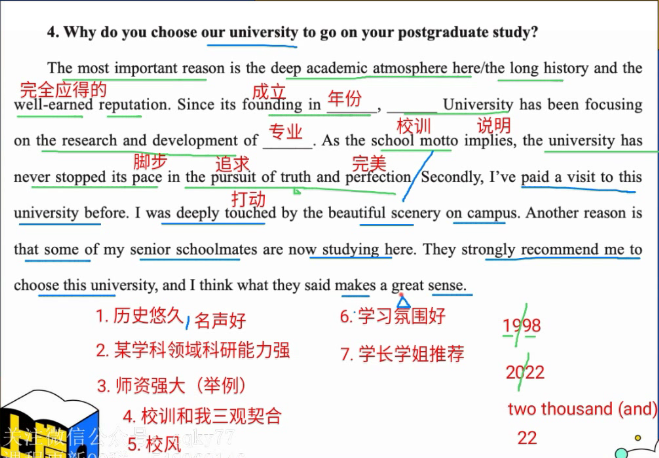 4. Why do you choose our university to go on your postgraduate study?
The most important reason is the deep academic atmosphere here/the long history and the
完全应得的 成立 年份
well-earned reputation. Since its founding in ______, ______ University has been focusing
专业 校训 说明
on the research and development of ______. As the school motto implies, the university has
脚步 追求 完美
never stopped its pace in the pursuit of truth and perfection. Secondly, I've paid a visit to this
打动
university before. I was deeply touched by the beautiful scenery on campus. Another reason is
that some of my senior schoolmates are now studying here. They strongly recommend me to
choose this university, and I think what they said makes a great sense.
1. 历史悠久, 名声好
2. 某学科领域科研能力强
3. 师资强大（举例）
4. 校训和我三观契合
5. 校风
6. 学习氛围好
7. 学长学姐推荐
1998
2022
two thousand (and)
22
关注微信公众号